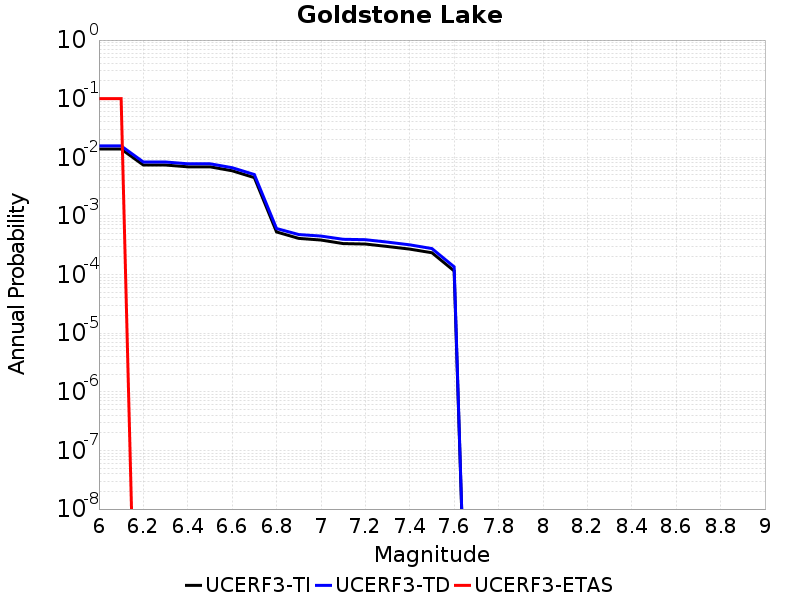 Goldstone Lake
10^0
10^-1
10^-2
10^-3
10^-4
10^-5
10^-6
10^-7
10^-8
Annual Probability
6 6.2 6.4 6.6 6.8 7 7.2 7.4 7.6 7.8 8 8.2 8.4 8.6 8.8 9
Magnitude
UCERF3-TI UCERF3-TD UCERF3-ETAS